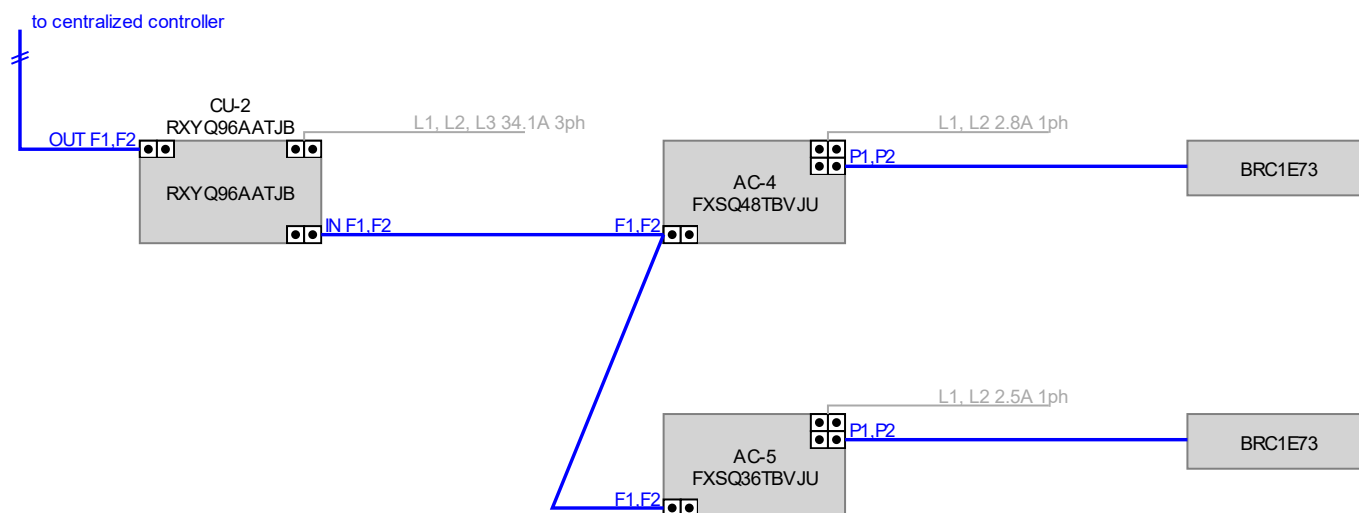 to centralized controller
CU-2
RXYQ96AATJB
L1, L2, L3 34.1A 3ph
L1, L2 2.8A 1ph
OUT F1,F2
P1,P2
RXYQ96AATJB
AC-4
FXSQ48TBVJU
BRC1E73
IN F1,F2
F1,F2
L1, L2 2.5A 1ph
P1,P2
AC-5
FXSQ36TBVJU
BRC1E73
F1,F2